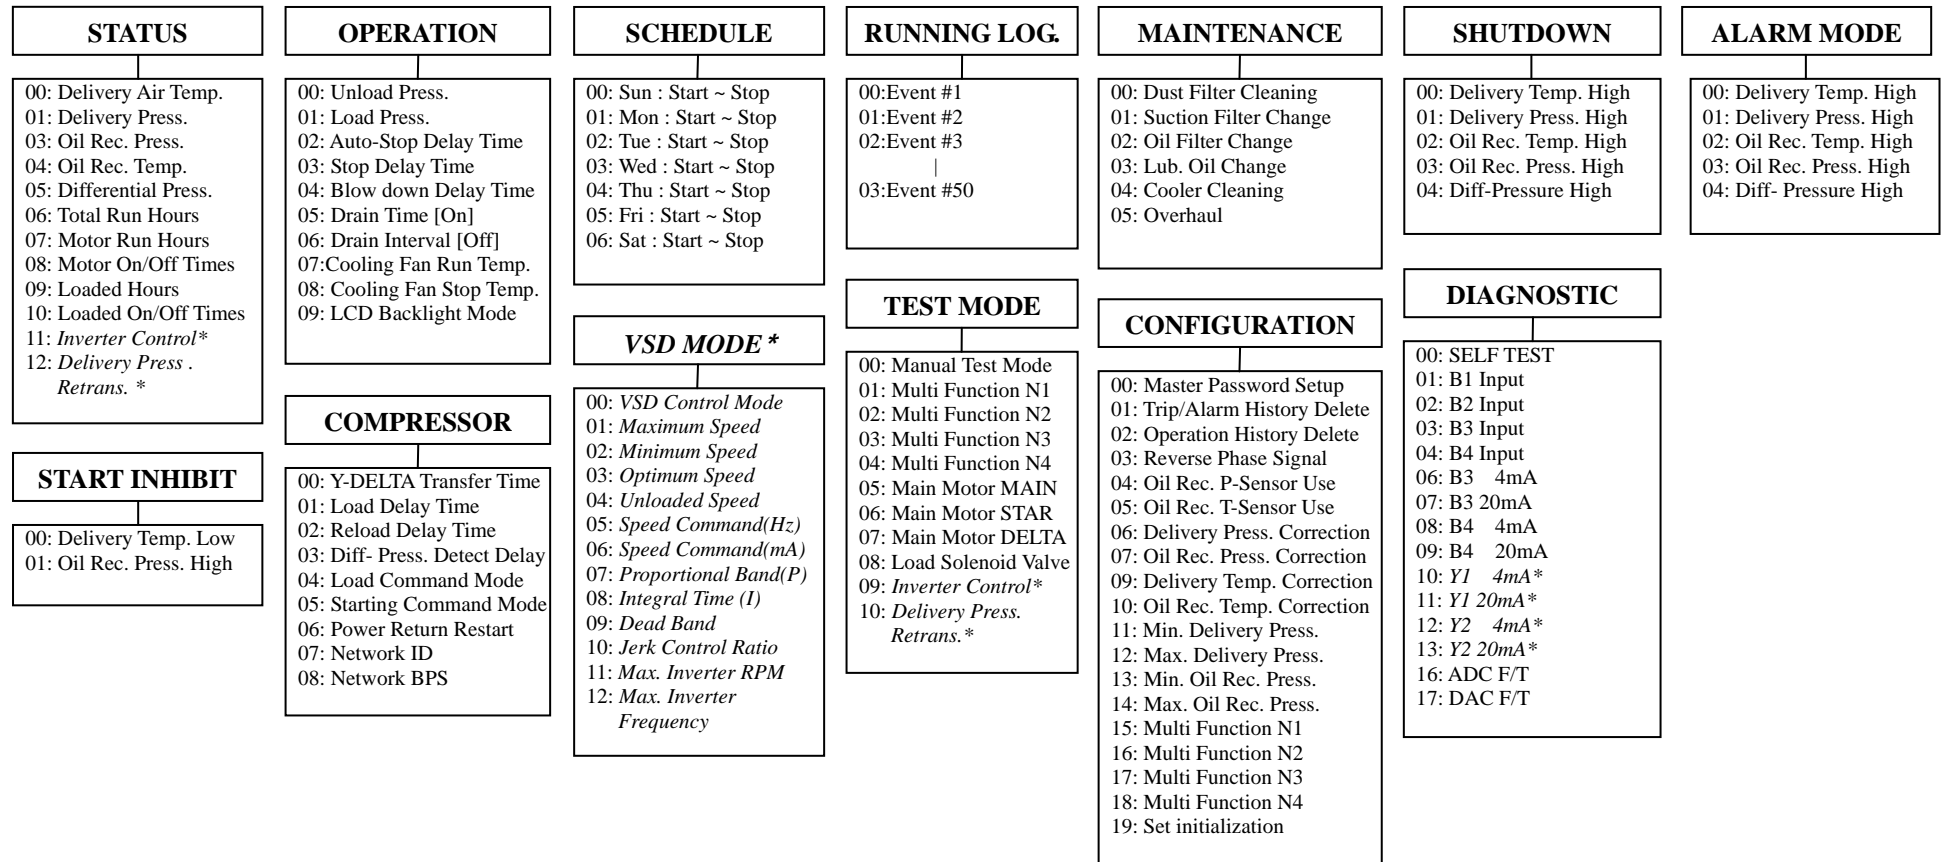 STATUS
00: Delivery Air Temp.
01: Delivery Press.
03: Oil Rec. Press.
04: Oil Rec. Temp.
05: Differential Press.
06: Total Run Hours
07: Motor Run Hours
08: Motor On/Off Times
09: Loaded Hours
10: Loaded On/Off Times
11: Inverter Control*
12: Delivery Press .
Retrans. *
START INHIBIT
00: Delivery Temp. Low
01: Oil Rec. Press. High
OPERATION
00: Unload Press.
01: Load Press.
02: Auto-Stop Delay Time
03: Stop Delay Time
04: Blow down Delay Time
05: Drain Time [On]
06: Drain Interval [Off]
07:Cooling Fan Run Temp.
08: Cooling Fan Stop Temp.
09: LCD Backlight Mode
COMPRESSOR
00: Y-DELTA Transfer Time
01: Load Delay Time
02: Reload Delay Time
03: Diff- Press. Detect Delay
04: Load Command Mode
05: Starting Command Mode
06: Power Return Restart
07: Network ID
08: Network BPS
SCHEDULE
00: Sun : Start ~ Stop
01: Mon : Start ~ Stop
02: Tue : Start ~ Stop
03: Wed : Start ~ Stop
04: Thu : Start ~ Stop
05: Fri : Start ~ Stop
06: Sat : Start ~ Stop
VSD MODE*
00: VSD Control Mode
01: Maximum Speed
02: Minimum Speed
03: Optimum Speed
04: Unloaded Speed
05: Speed Command(Hz)
06: Speed Command(mA)
07: Proportional Band(P)
08: Integral Time (I)
09: Dead Band
10: Jerk Control Ratio
11: Max. Inverter RPM
12: Max. Inverter
Frequency
RUNNING LOG.
00:Event #1
01:Event #2
02:Event #3
|
03:Event #50
TEST MODE
00: Manual Test Mode
01: Multi Function N1
02: Multi Function N2
03: Multi Function N3
04: Multi Function N4
05: Main Motor MAIN
06: Main Motor STAR
07: Main Motor DELTA
08: Load Solenoid Valve
09: Inverter Control*
10: Delivery Press.
Retrans.*
MAINTENANCE
00: Dust Filter Cleaning
01: Suction Filter Change
02: Oil Filter Change
03: Lub. Oil Change
04: Cooler Cleaning
05: Overhaul
CONFIGURATION
00: Master Password Setup
01: Trip/Alarm History Delete
02: Operation History Delete
03: Reverse Phase Signal
04: Oil Rec. P-Sensor Use
05: Oil Rec. T-Sensor Use
06: Delivery Press. Correction
07: Oil Rec. Press. Correction
09: Delivery Temp. Correction
10: Oil Rec. Temp. Correction
11: Min. Delivery Press.
12: Max. Delivery Press.
13: Min. Oil Rec. Press.
14: Max. Oil Rec. Press.
15: Multi Function N1
16: Multi Function N2
17: Multi Function N3
18: Multi Function N4
19: Set initialization
SHUTDOWN
00: Delivery Temp. High
01: Delivery Press. High
02: Oil Rec. Temp. High
03: Oil Rec. Press. High
04: Diff-Pressure High
DIAGNOSTIC
00: SELF TEST
01: B1 Input
02: B2 Input
03: B3 Input
04: B4 Input
06: B3 4mA
07: B3 20mA
08: B4 4mA
09: B4 20mA
10: Y1 4mA*
11: Y1 20mA*
12: Y2 4mA*
13: Y2 20mA*
16: ADC F/T
17: DAC F/T
ALARM MODE
00: Delivery Temp. High
01: Delivery Press. High
02: Oil Rec. Temp. High
03: Oil Rec. Press. High
04: Diff- Pressure High